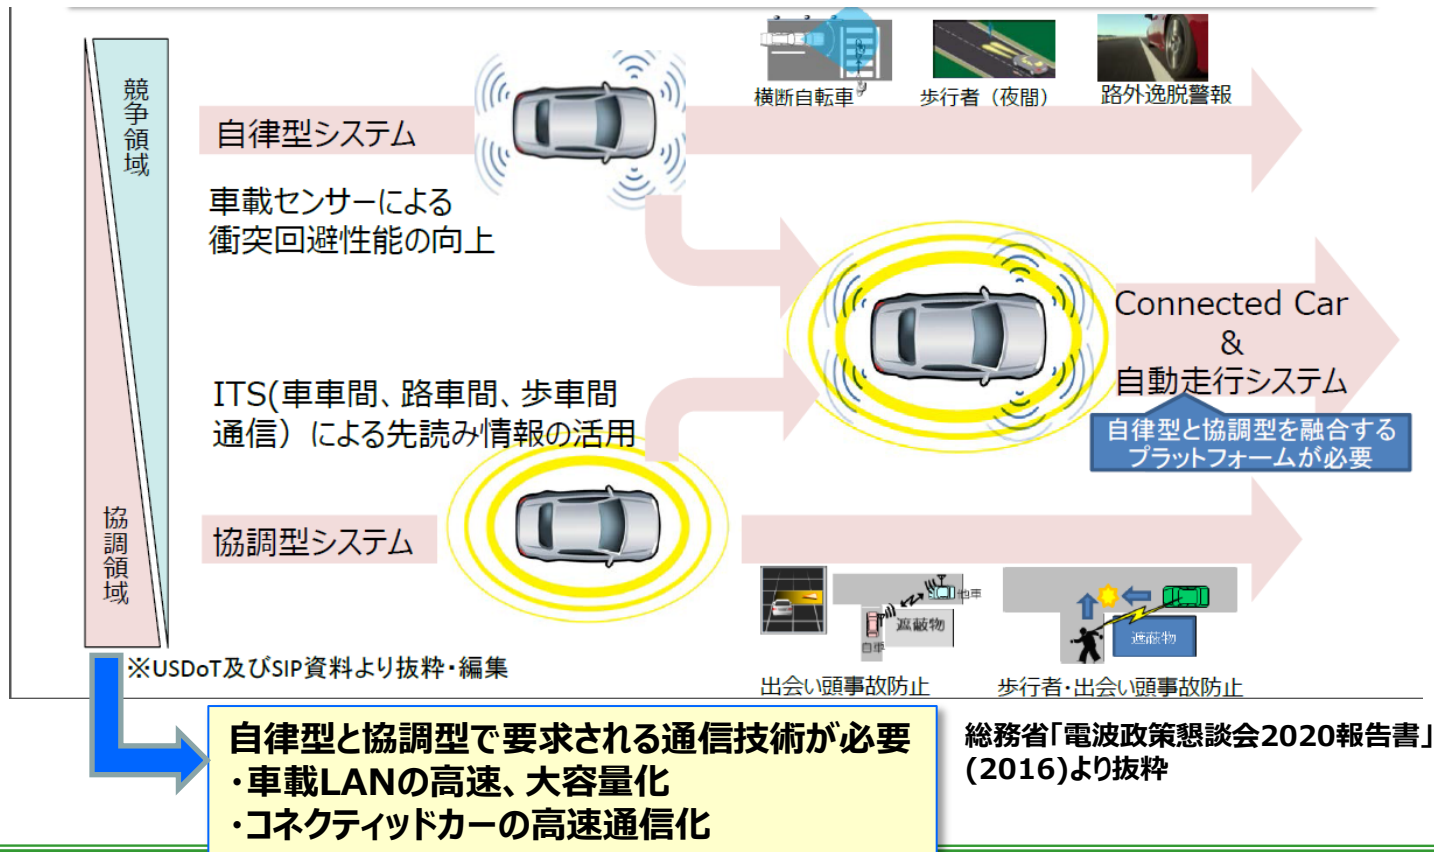 競争領域
協調領域
横断自転車
歩行者（夜間）
路外逸脱警報
自律型システム
車載センサーによる
衝突回避性能の向上
Connected Car
&
自動走行システム
自律型と協調型を融合する
プラットフォームが必要
ITS(車車間、路車間、歩車間
通信）による先読み情報の活用
協調型システム
他車
遮蔽物
自車
遮蔽物
出会い頭事故防止
歩行者・出会い頭事故防止
※USDoT及びSIP資料より抜粋・編集
自律型と協調型で要求される通信技術が必要
・車載LANの高速、大容量化
・コネクティッドカーの高速通信化
総務省「電波政策懇談会2020報告書」
(2016)より抜粋